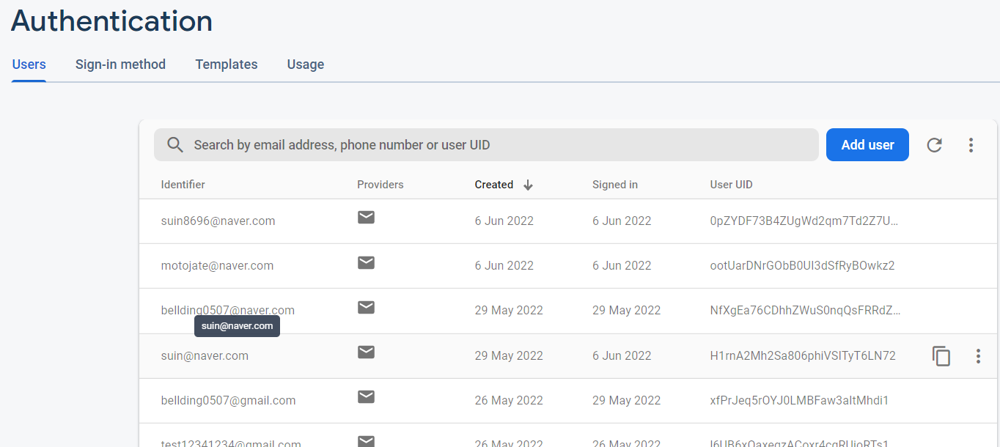 Authentication
Users Sign-in method Templates Usage
Search by email address, phone number or user UID Add user
Identifier Providers Created Signed in User UID
suin8696@naver.com 6 Jun 2022 6 Jun 2022 0pZYDF73B4ZUgWd2qm7Td2Z7U...
motojate@naver.com 6 Jun 2022 6 Jun 2022 ootUarDNrGObB0UI3dSfRyBOwkz2
bellding0507@naver.com 29 May 2022 29 May 2022 NfXgEa76CDhhZWuS0nqQsFRRdZ...
suin@naver.com
suin@naver.com 29 May 2022 6 Jun 2022 H1rnA2Mh2Sa806phiVSITyT6LN72
bellding0507@gmail.com 26 May 2022 29 May 2022 xfPrJeq5rOYJ0LMBFaw3altMhdi1
test12341234@gmail.com 26 May 2022 26 May 2022